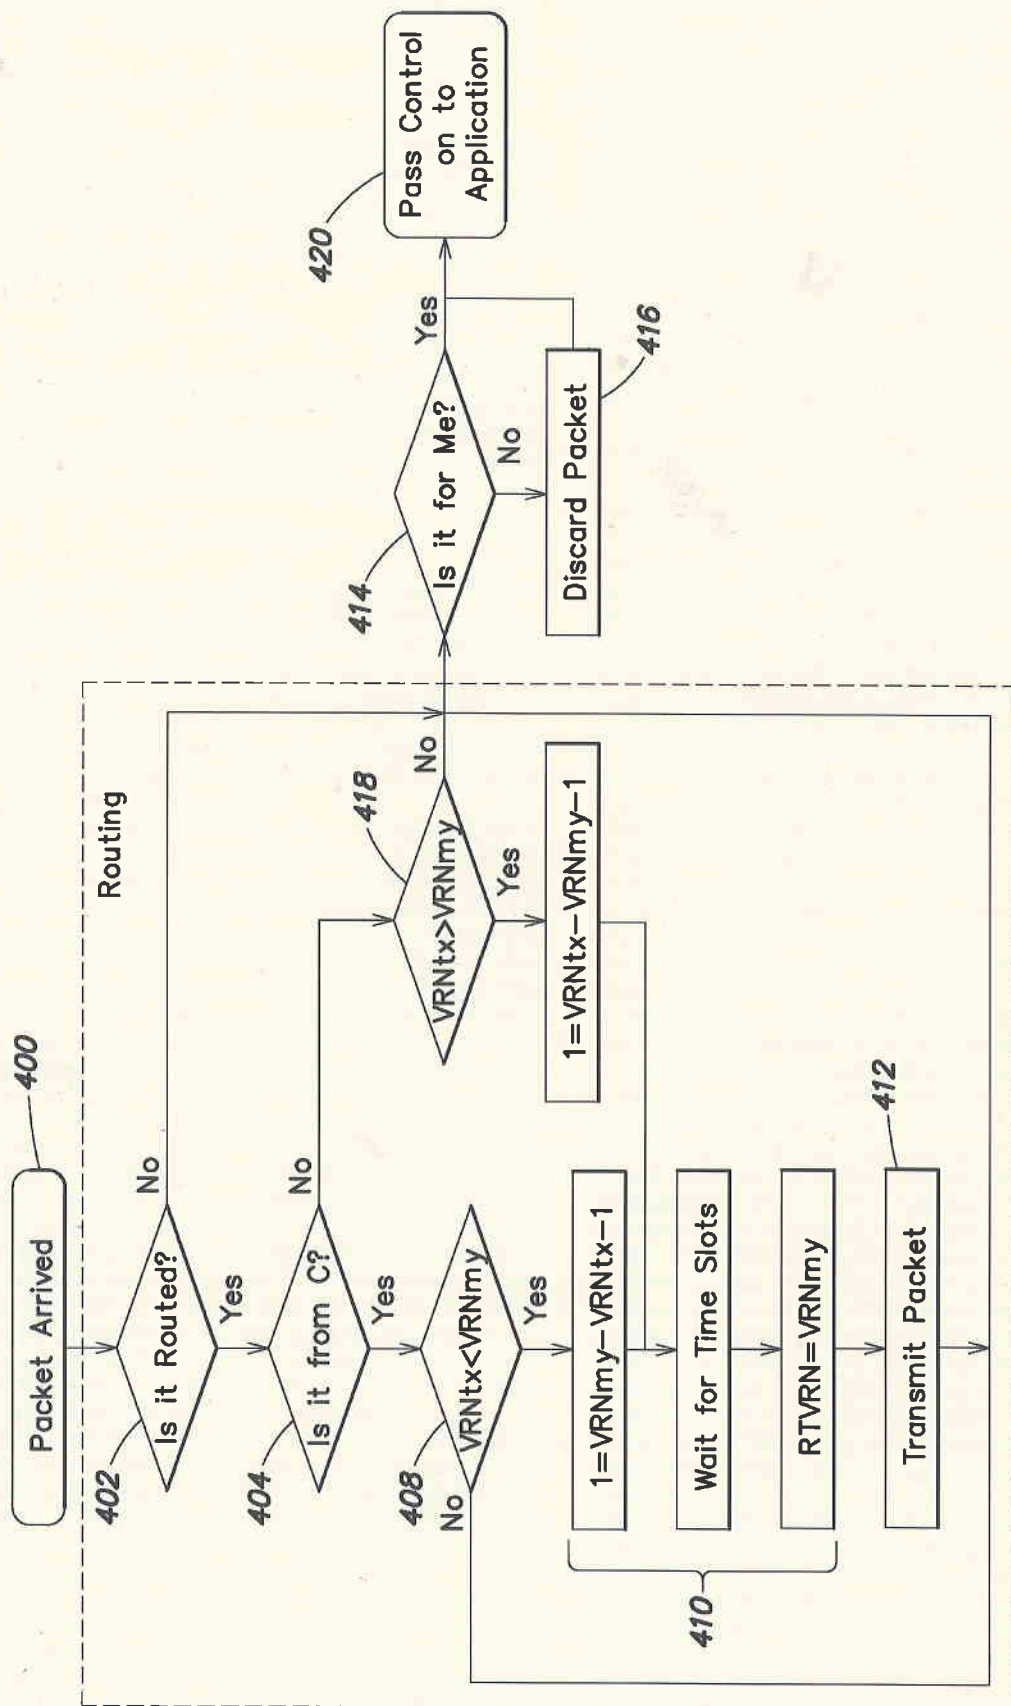 Packet Arrived
400
Routing
Is it Routed?
402
No
Yes
Is it from C?
404
No
Yes
VRNtx<VRNmy
408
No
Yes
1=VRNmy-VRNtx-1
Wait for Time Slots
RTVRN=VRNmy
410
Transmit Packet
412
VRNtx>VRNmy
418
No
Yes
1=VRNtx-VRNmy-1
Is it for Me?
414
Yes
No
Discard Packet
416
Pass Control
on to
Application
420